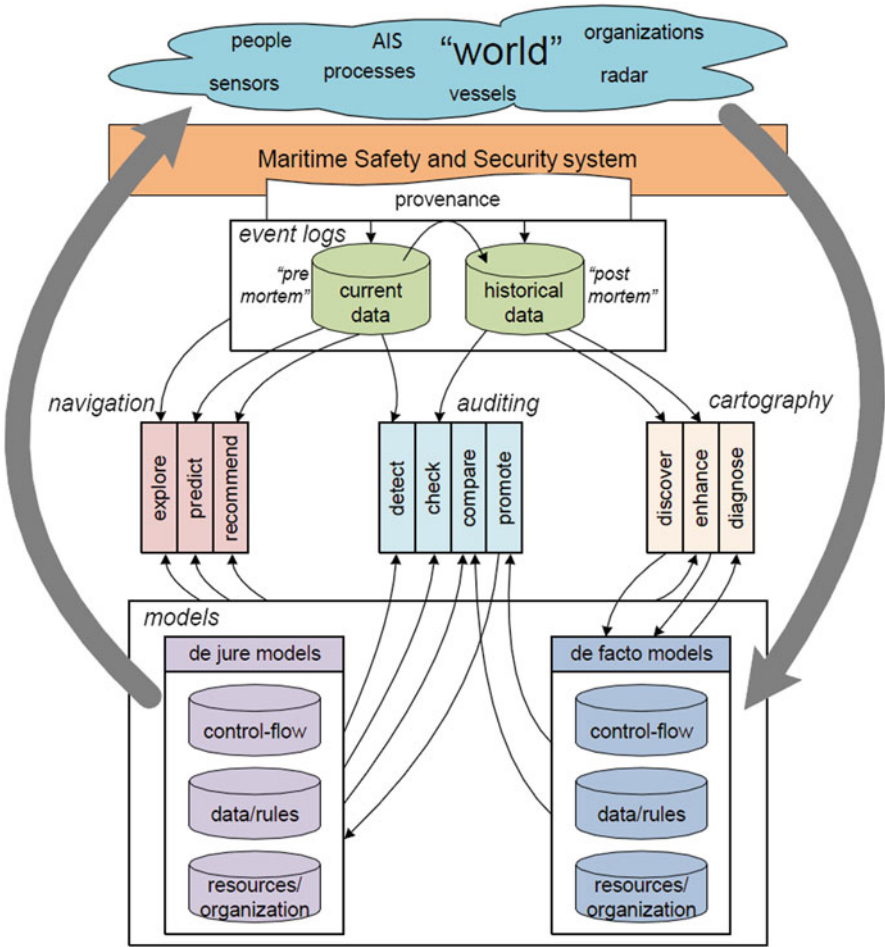 people
AIS
"world"
organizations
sensors
processes
vessels
radar
Maritime Safety and Security system
provenance
event logs
"pre
mortem"
current
data
historical
data
"post
mortem"
navigation
auditing
cartography
explore
predict
recommend
detect
check
compare
promote
discover
enhance
diagnose
models
de jure models
control-flow
data/rules
resources/
organization
de facto models
control-flow
data/rules
resources/
organization